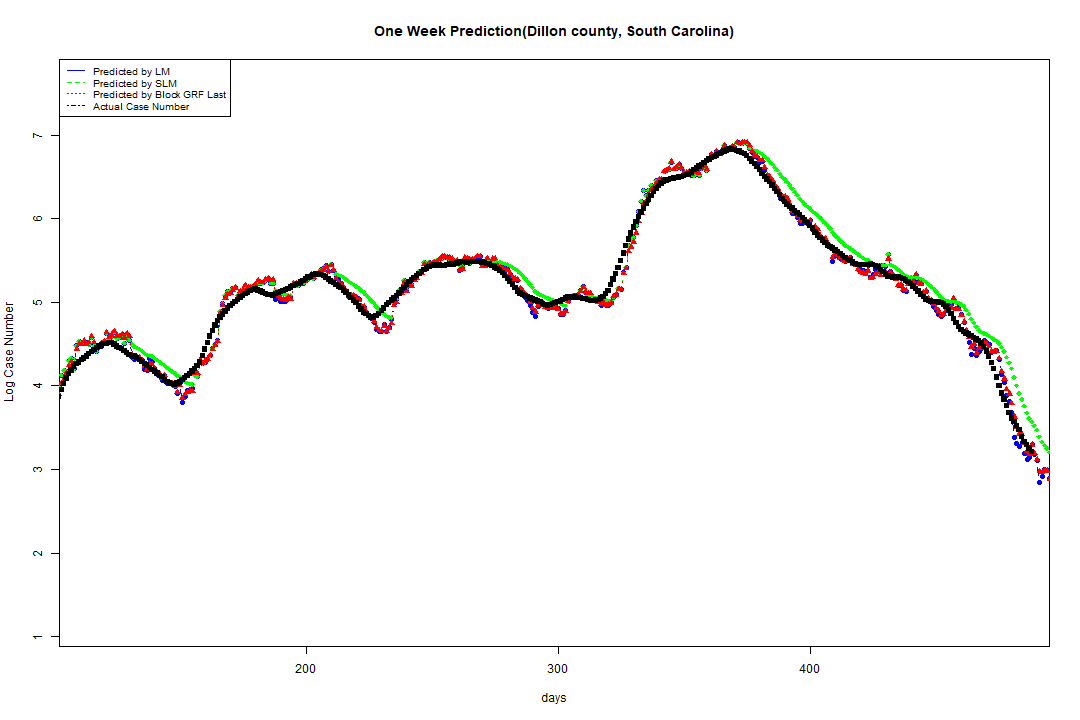 One Week Prediction(Dillon county, South Carolina)
Predicted by LM
Predicted by SLM
Predicted by Block GRF Last
Actual Case Number
7
6
5
4
3
2
1
Log Case Number
200 300 400
days